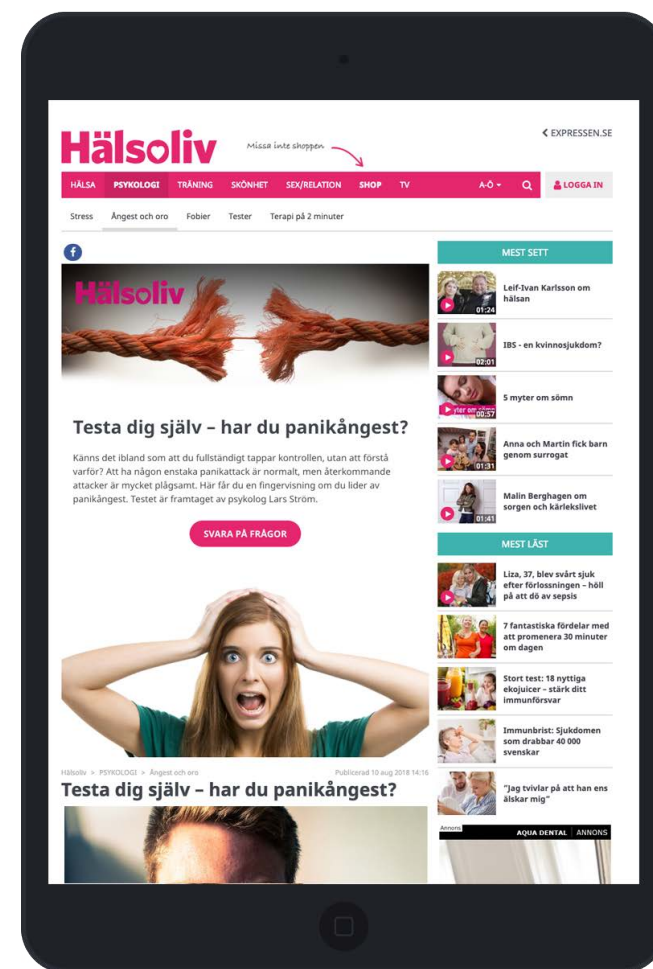 Hälsoliv
Missa inte shoppen
EXPRESSEN.SE
HÄLSA PSYKOLOGI TRÄNING SKÖNHET SEX/RELATION SHOP TV A-Ö LOGGA IN
Stress Ångest och oro Fobier Tester Terapi på 2 minuter
Hälsoliv
Testa dig själv – har du panikångest?
Känns det ibland som att du fullständigt tappar kontrollen, utan att förstå
varför? Att ha någon enstaka panikattack är normalt, men återkommande
attacker är mycket plågsamt. Här får du en fingervisning om du lider av
panikångest. Testet är framtaget av psykolog Lars Ström.
SVARA PÅ FRÅGOR
Hälsoliv > PSYKOLOGI > Ångest och oro
Publicerad 10 aug 2018 14:16
Testa dig själv – har du panikångest?
MEST SETT
01:24
Leif-Ivan Karlsson om
hälsan
02:01
IBS - en kvinnosjukdom?
00:57
5 myter om sömn
01:31
Anna och Martin fick barn
genom surrogat
01:41
Malin Berghagen om
sorgen och kärlekslivet
MEST LÄST
Liza, 37, blev svårt sjuk
efter förlossningen – höll
på att dö av sepsis
7 fantastiska fördelar med
att promenera 30 minuter
om dagen
Stort test: 18 nyttiga
ekojuicer – stärk ditt
immunförsvar
Immunbrist: Sjukdomen
som drabbar 40 000
svenskar
"Jag tvivlar på att han ens
älskar mig"
Annons
AQUA DENTAL ANNONS